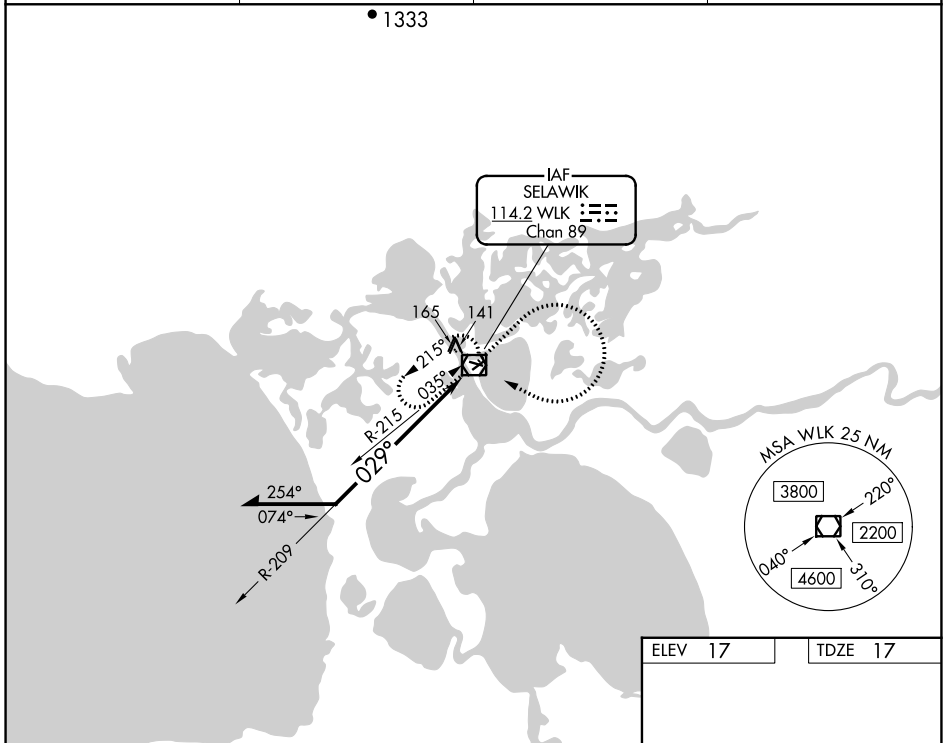 1333
IAF
SELAWIK
114.2 WLK
Chan 89
165
141
215°
035°
R-215
029°
254°
074°
R-209
MSA WLK 25 NM
3800
220°
2200
040°
4600
310°
ELEV 17
TDZE 17